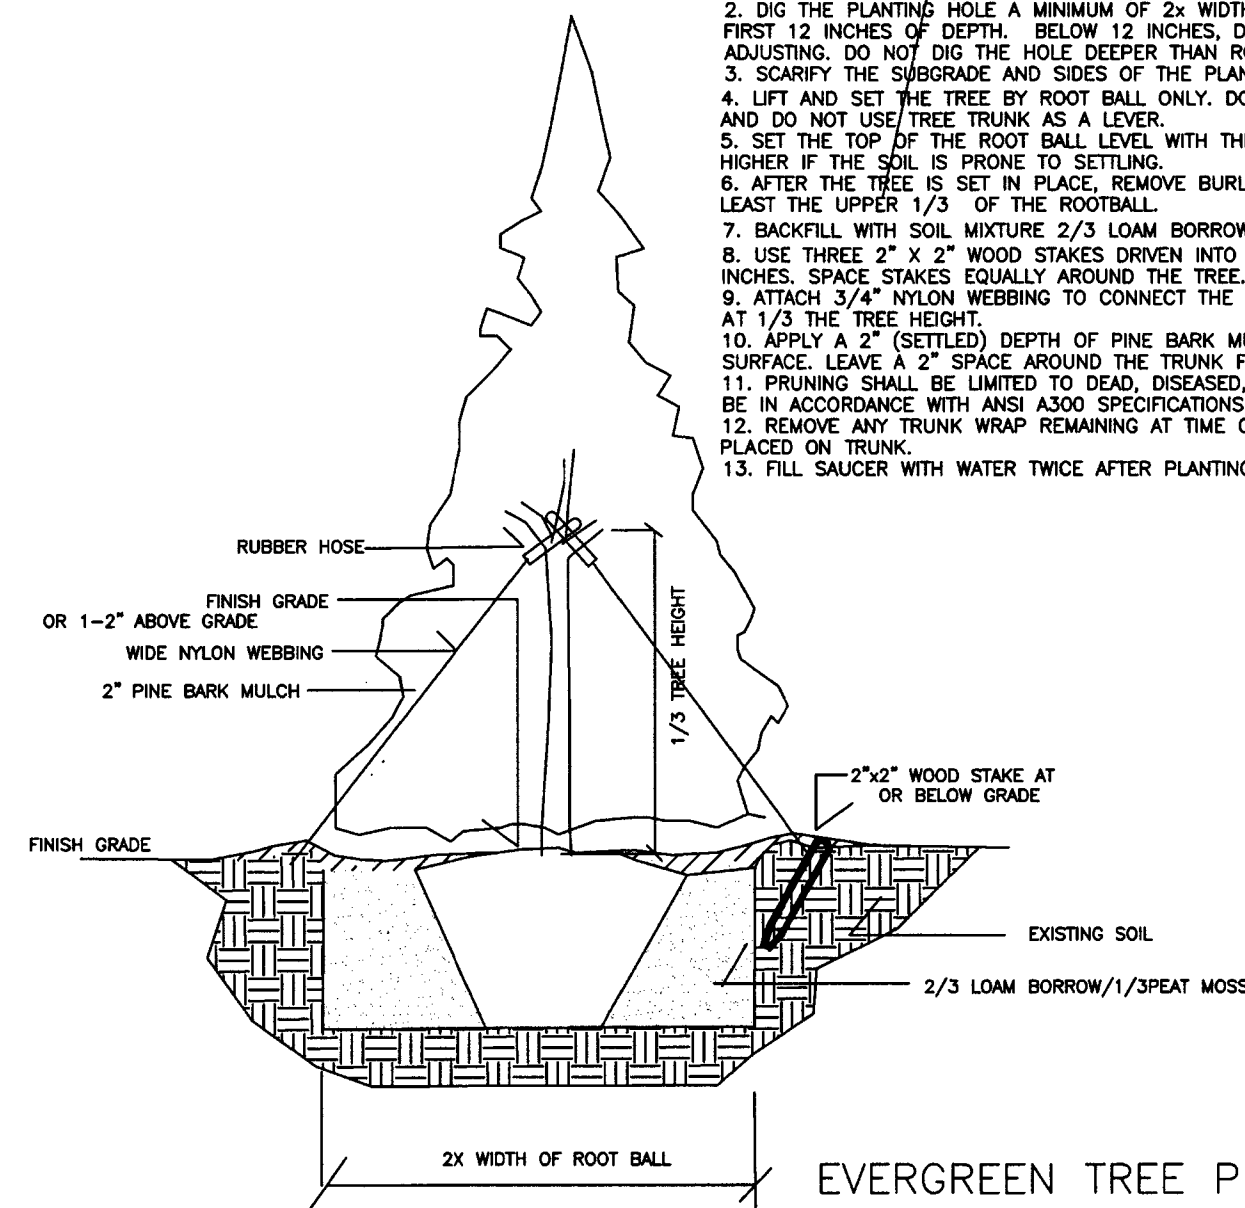 2. DIG THE PLANTING HOLE A MINIMUM OF 2x WIDTH
FIRST 12 INCHES OF DEPTH. BELOW 12 INCHES, D
ADJUSTING. DO NOT DIG THE HOLE DEEPER THAN R
3. SCARIFY THE SUBGRADE AND SIDES OF THE PLAN
4. LIFT AND SET THE TREE BY ROOT BALL ONLY. DO
AND DO NOT USE TREE TRUNK AS A LEVER.
5. SET THE TOP OF THE ROOT BALL LEVEL WITH THE
HIGHER IF THE SOIL IS PRONE TO SETTLING.
6. AFTER THE TREE IS SET IN PLACE, REMOVE BURL
LEAST THE UPPER 1/3 OF THE ROOTBALL.
7. BACKFILL WITH SOIL MIXTURE 2/3 LOAM BORROW
8. USE THREE 2" X 2" WOOD STAKES DRIVEN INTO
INCHES. SPACE STAKES EQUALLY AROUND THE TREE.
9. ATTACH 3/4" NYLON WEBBING TO CONNECT THE
AT 1/3 THE TREE HEIGHT.
10. APPLY A 2" (SETTLED) DEPTH OF PINE BARK MU
SURFACE. LEAVE A 2" SPACE AROUND THE TRUNK F
11. PRUNING SHALL BE LIMITED TO DEAD, DISEASED,
BE IN ACCORDANCE WITH ANSI A300 SPECIFICATIONS
12. REMOVE ANY TRUNK WRAP REMAINING AT TIME O
PLACED ON TRUNK.
13. FILL SAUCER WITH WATER TWICE AFTER PLANTING
RUBBER HOSE
FINISH GRADE
OR 1-2" ABOVE GRADE
WIDE NYLON WEBBING
2" PINE BARK MULCH
1/3 TREE HEIGHT
2"x2" WOOD STAKE AT
OR BELOW GRADE
FINISH GRADE
EXISTING SOIL
2/3 LOAM BORROW/1/3PEAT MOSS
2X WIDTH OF ROOT BALL
EVERGREEN TREE P